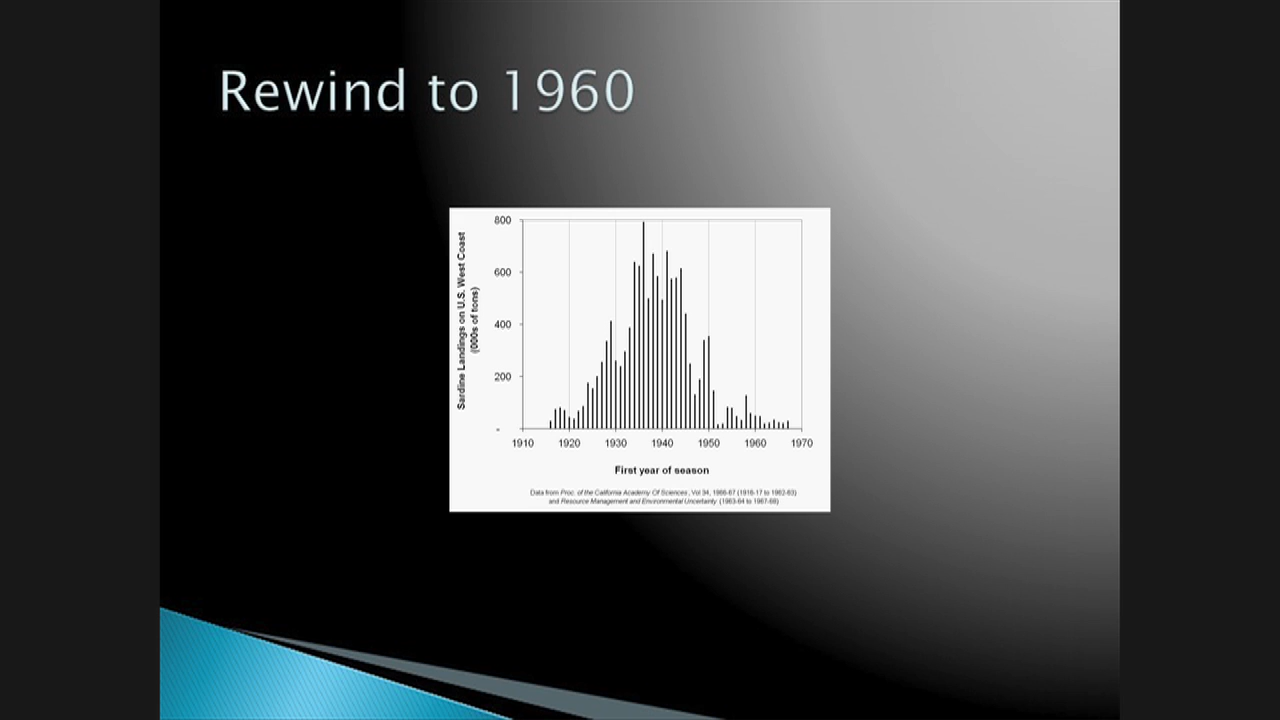 Rewind to 1960
Sardine Landings on U.S. West Coast
(000s of tons)
800
600
400
200
-
1910 1920 1930 1940 1950 1960 1970
First year of season
Data from Proc. of the California Academy Of Sciences, Vol 34, 1966-67 (1916-17 to 1962-63)
and Resource Management and Environmental Uncertainty (1963-64 to 1967-68)